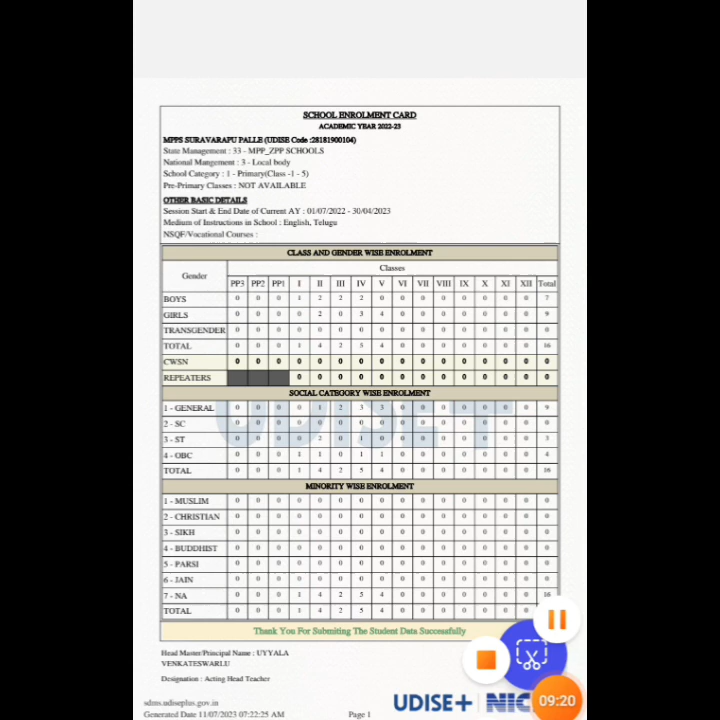 SCHOOL ENROLMENT CARD
ACADEMIC YEAR 2022-23
MPPS SURAVARAPU PALLE (UDISE Code :28181900104)
State Management : 33 - MPP_ZPP SCHOOLS
National Mangement : 3 - Local body
School Category : 1 - Primary(Class -1 - 5)
Pre-Primary Classes : NOT AVAILABLE
OTHER BASIC DETAILS
Session Start & End Date of Current AY : 01/07/2022 - 30/04/2023
Medium of Instructions in School : English, Telugu
NSQF/Vocational Courses :
CLASS AND GENDER WISE ENROLMENT
Gender Classes
PP3 PP2 PP1 I II III IV V VI VII VIII IX X XI XII Total
BOYS 0 0 0 1 2 2 2 0 0 0 0 0 0 0 0 7
GIRLS 0 0 0 0 2 0 3 4 0 0 0 0 0 0 0 9
TRANSGENDER 0 0 0 0 0 0 0 0 0 0 0 0 0 0 0 0
TOTAL 0 0 0 1 4 2 5 4 0 0 0 0 0 0 0 16
CWSN 0 0 0 0 0 0 0 0 0 0 0 0 0 0 0 0
REPEATERS 0 0 0 0 0 0 0 0 0 0 0 0 0
SOCIAL CATEGORY WISE ENROLMENT
1 - GENERAL 0 0 0 0 1 2 3 3 0 0 0 0 0 0 0 9
2 - SC 0 0 0 0 0 0 0 0 0 0 0 0 0 0 0 0
3 - ST 0 0 0 0 2 0 1 0 0 0 0 0 0 0 0 3
4 - OBC 0 0 0 1 1 0 1 1 0 0 0 0 0 0 0 4
TOTAL 0 0 0 1 4 2 5 4 0 0 0 0 0 0 0 16
MINORITY WISE ENROLMENT
1 - MUSLIM 0 0 0 0 0 0 0 0 0 0 0 0 0 0 0 0
2 - CHRISTIAN 0 0 0 0 0 0 0 0 0 0 0 0 0 0 0 0
3 - SIKH 0 0 0 0 0 0 0 0 0 0 0 0 0 0 0 0
4 - BUDDHIST 0 0 0 0 0 0 0 0 0 0 0 0 0 0 0 0
5 - PARSI 0 0 0 0 0 0 0 0 0 0 0 0 0 0 0 0
6 - JAIN 0 0 0 0 0 0 0 0 0 0 0 0 0 0 0 0
7 - NA 0 0 0 1 4 2 5 4 0 0 0 0 0 0 0 16
TOTAL 0 0 0 1 4 2 5 4 0 0 0 0 0 0 0
Thank You For Submiting The Student Data Successfully
Head Master/Principal Name : UYYALA
VENKATESWARLU
Designation : Acting Head Teacher
sdms.udiseplus.gov.in
Generated Date 11/07/2023 07:22:25 AM
Page 1
UDISE+ NIC
09:20